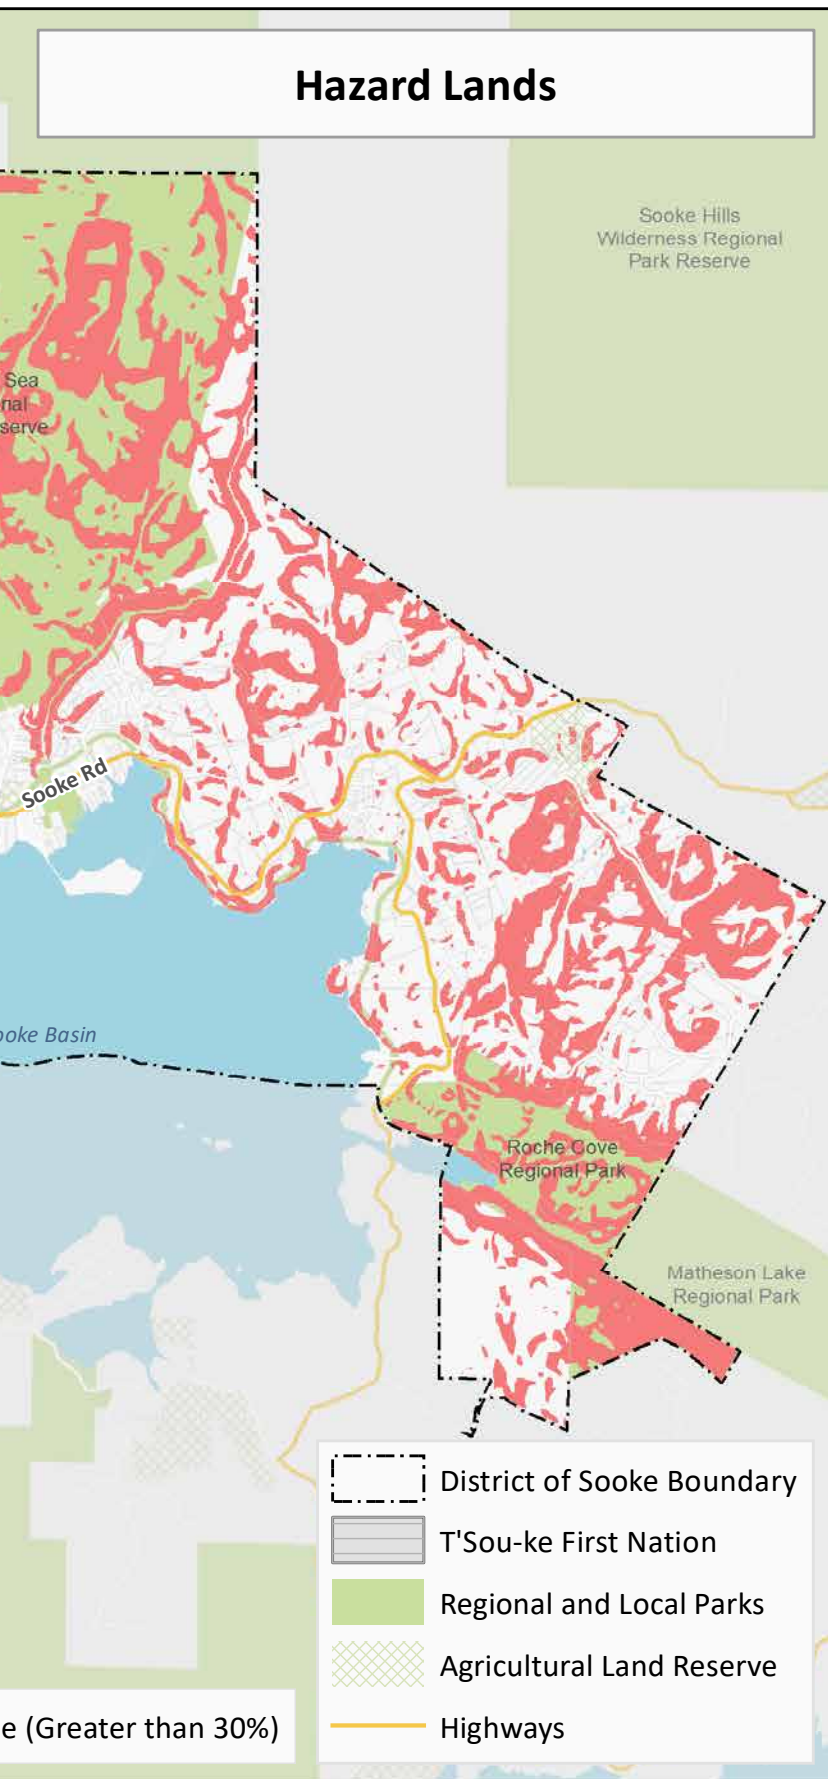 Hazard Lands
Sooke Hills
Wilderness Regional
Park Reserve
Sea
nal
serve
Sooke Rd
ooke Basin
Roche Cove
Regional Park
Matheson Lake
Regional Park
District of Sooke Boundary
T'Sou-ke First Nation
Regional and Local Parks
Agricultural Land Reserve
e (Greater than 30%)
Highways